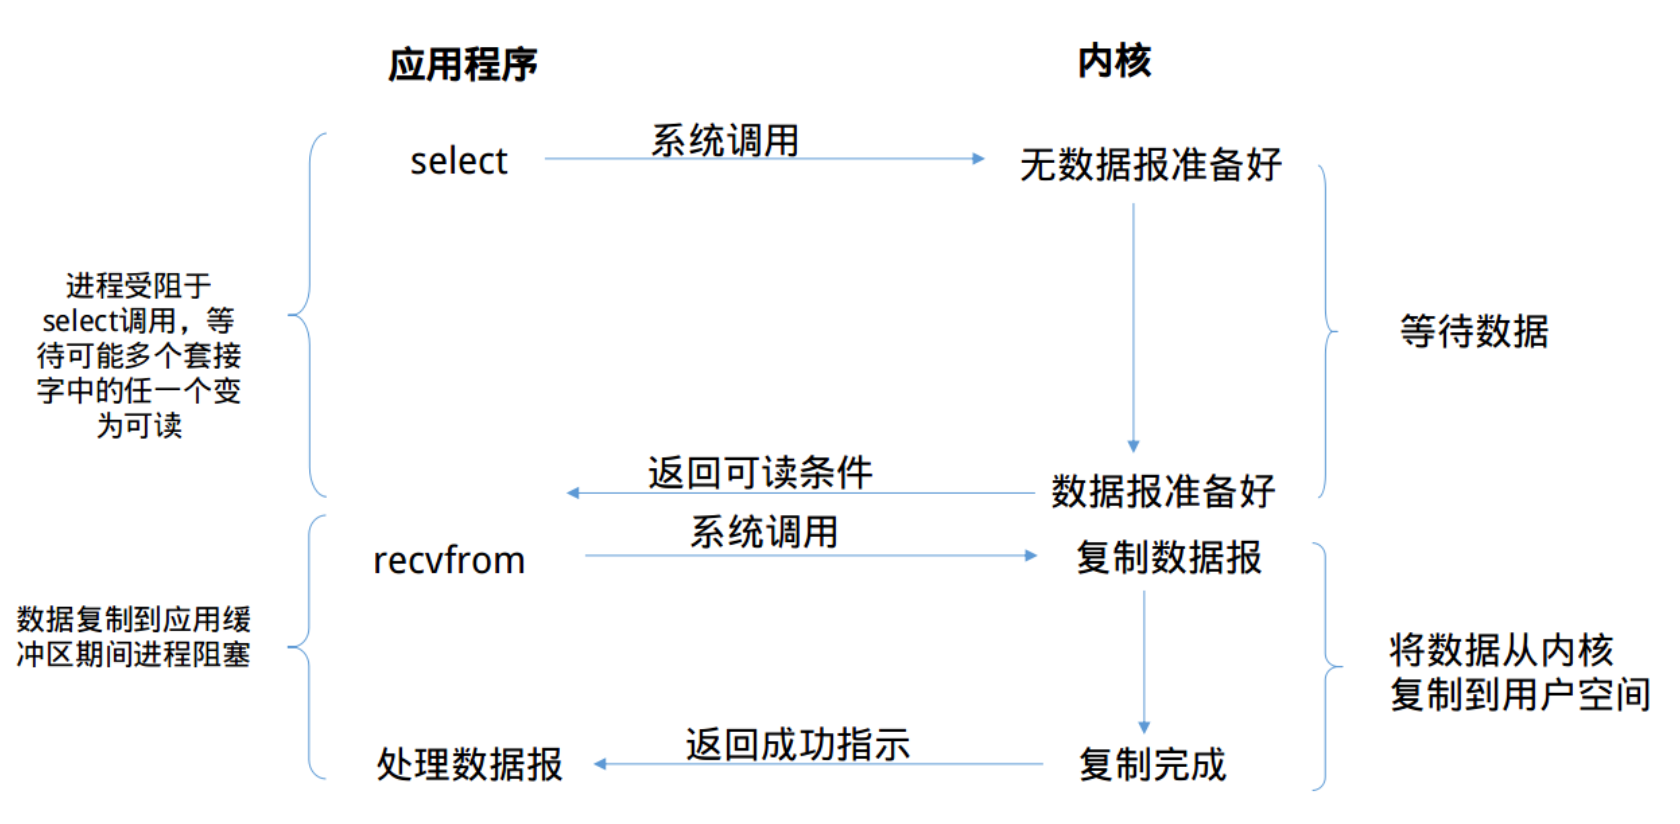 应用程序
内核
select
系统调用
无数据报准备好
进程受阻于
select调用，等
待可能多个套接
字中的任一个变
为可读
等待数据
返回可读条件
数据报准备好
recvfrom
系统调用
复制数据报
数据复制到应用缓
冲区期间进程阻塞
将数据从内核
复制到用户空间
处理数据报
返回成功指示
复制完成